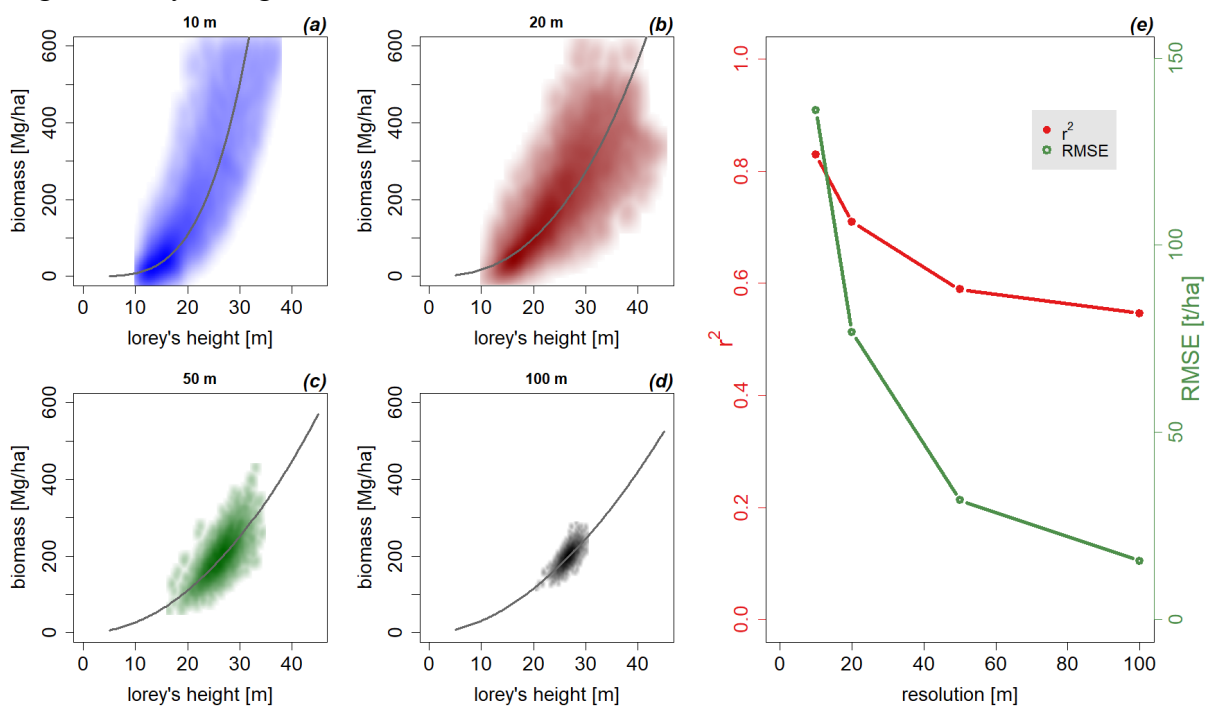 10 m
(a)
600
400
200
0
biomass [Mg/ha]
0 10 20 30 40
lorey's height [m]
20 m
(b)
600
400
200
0
biomass [Mg/ha]
0 10 20 30 40
lorey's height [m]
50 m
(c)
600
400
200
0
biomass [Mg/ha]
0 10 20 30 40
lorey's height [m]
100 m
(d)
600
400
200
0
biomass [Mg/ha]
0 10 20 30 40
lorey's height [m]
(e)
1.0
0.8
0.6
0.4
0.2
0.0
r²
r²
RMSE
150
100
50
0
RMSE [t/ha]
0 20 40 60 80 100
resolution [m]